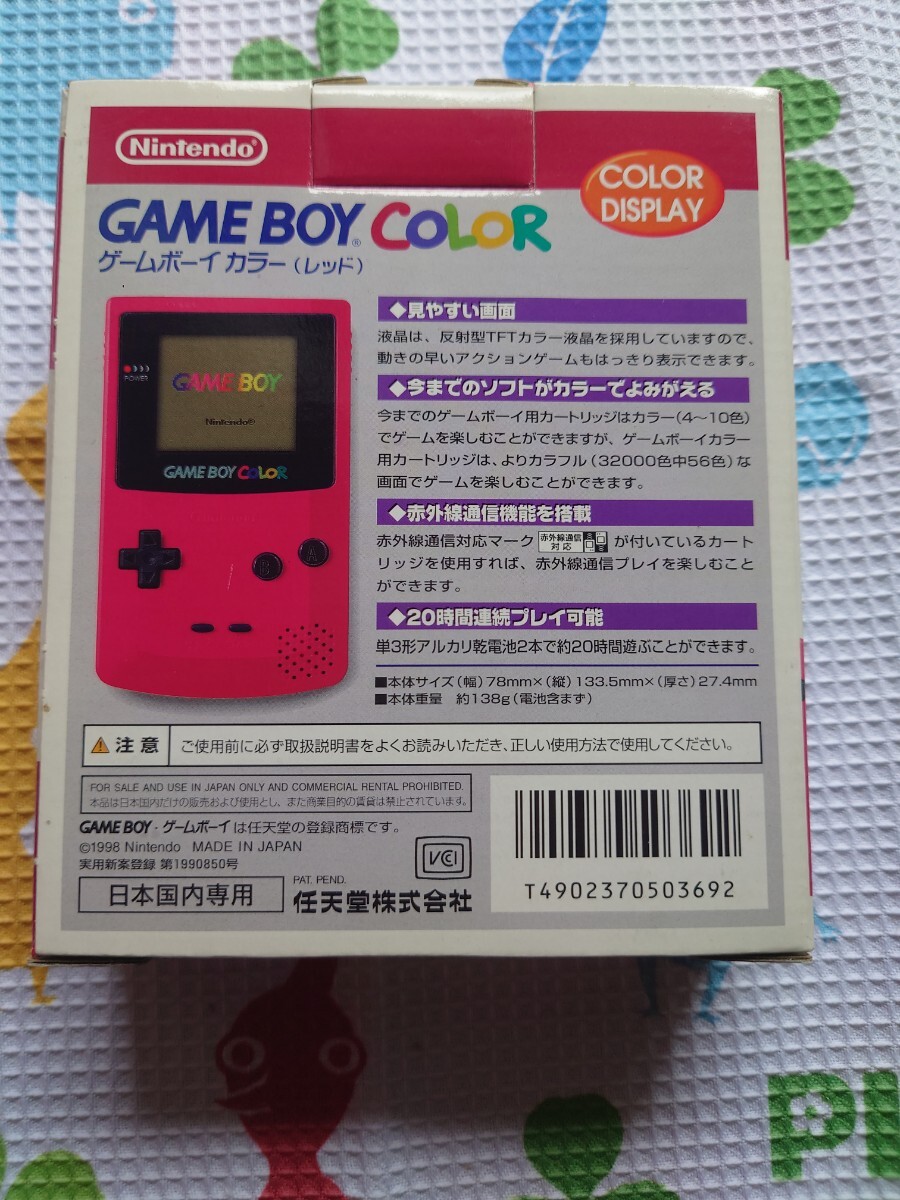 Nintendo
COLOR
DISPLAY
GAME BOY® COLOR
ゲームボーイ カラー(レッド)
POWER
GAME BOY
Nintendo®
GAME BOY COLOR
B
A
◆見やすい画面
液晶は、反射型TFTカラー液晶を採用していますので、
動きの早いアクションゲームもはっきり表示できます。
◆今までのソフトがカラーでよみがえる
今までのゲームボーイ用カートリッジはカラー(4〜10色)
でゲームを楽しむことができますが、ゲームボーイカラー
用カートリッジは、よりカラフル(32000色中56色)な
画面でゲームを楽しむことができます。
◆赤外線通信機能を搭載
赤外線通信対応マーク 赤外線通信対応 が付いているカート
リッジを使用すれば、赤外線通信プレイを楽しむこと
ができます。
◆20時間連続プレイ可能
単3形アルカリ乾電池2本で約20時間遊ぶことができます。
■本体サイズ(幅)78mm×(縦)133.5mm×(厚さ)27.4mm
■本体重量 約138g(電池含まず)
注意 ご使用前に必ず取扱説明書をよくお読みいただき、正しい使用方法で使用してください。
FOR SALE AND USE IN JAPAN ONLY AND COMMERCIAL RENTAL PROHIBITED.
本品は日本国内だけの販売および使用とし、また商業目的の賃貸は禁止されています。
GAME BOY・ゲームボーイは任天堂の登録商標です。
©1998 Nintendo MADE IN JAPAN
実用新案登録 第1990850号
VCI
日本国内専用
PAT. PEND.
任天堂株式会社
T4902370503692